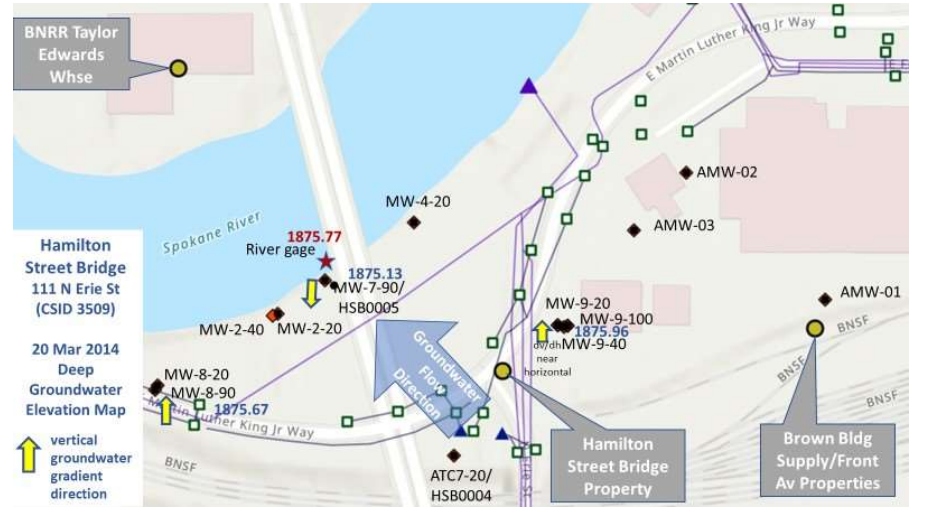 BNRR Taylor
Edwards
Whse
E Martin Luther King Jr Way
AMW-02
MW-4-20
AMW-03
Spokane River
1875.77
River gage
1875.13
MW-7-90/
HSB0005
AMW-01
MW-9-20
MW-9-100
1875.96
MW-9-40
dv/dh
near
horizontal
MW-2-40
MW-2-20
Groundwater
Flow
Direction
BNSF
BNSF
BNSF
MW-8-20
MW-8-90
1875.67
Martin Luther King Jr Way
BNSF
ATC7-20/
HSB0004
Hamilton
Street Bridge
Property
Brown Bldg
Supply/Front
Av Properties
Hamilton
Street Bridge
111 N Erie St
(CSID 3509)
20 Mar 2014
Deep
Groundwater
Elevation Map
vertical
groundwater
gradient
direction